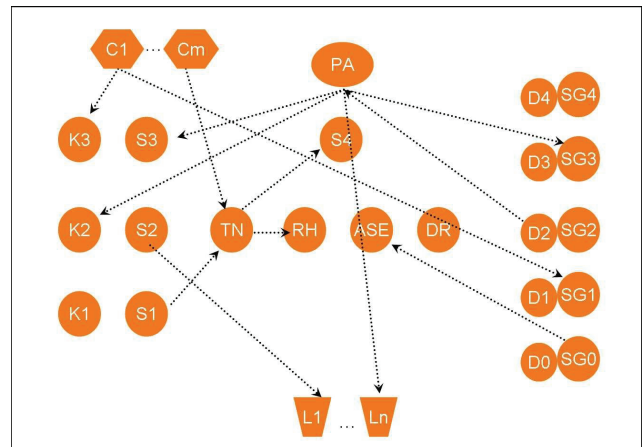 C1 ... Cm
PA
D4 SG4
K3 S3 S4 D3 SG3
K2 S2 TN RH ASE DR D2 SG2
D1 SG1
K1 S1
D0 SG0
L1 ... Ln